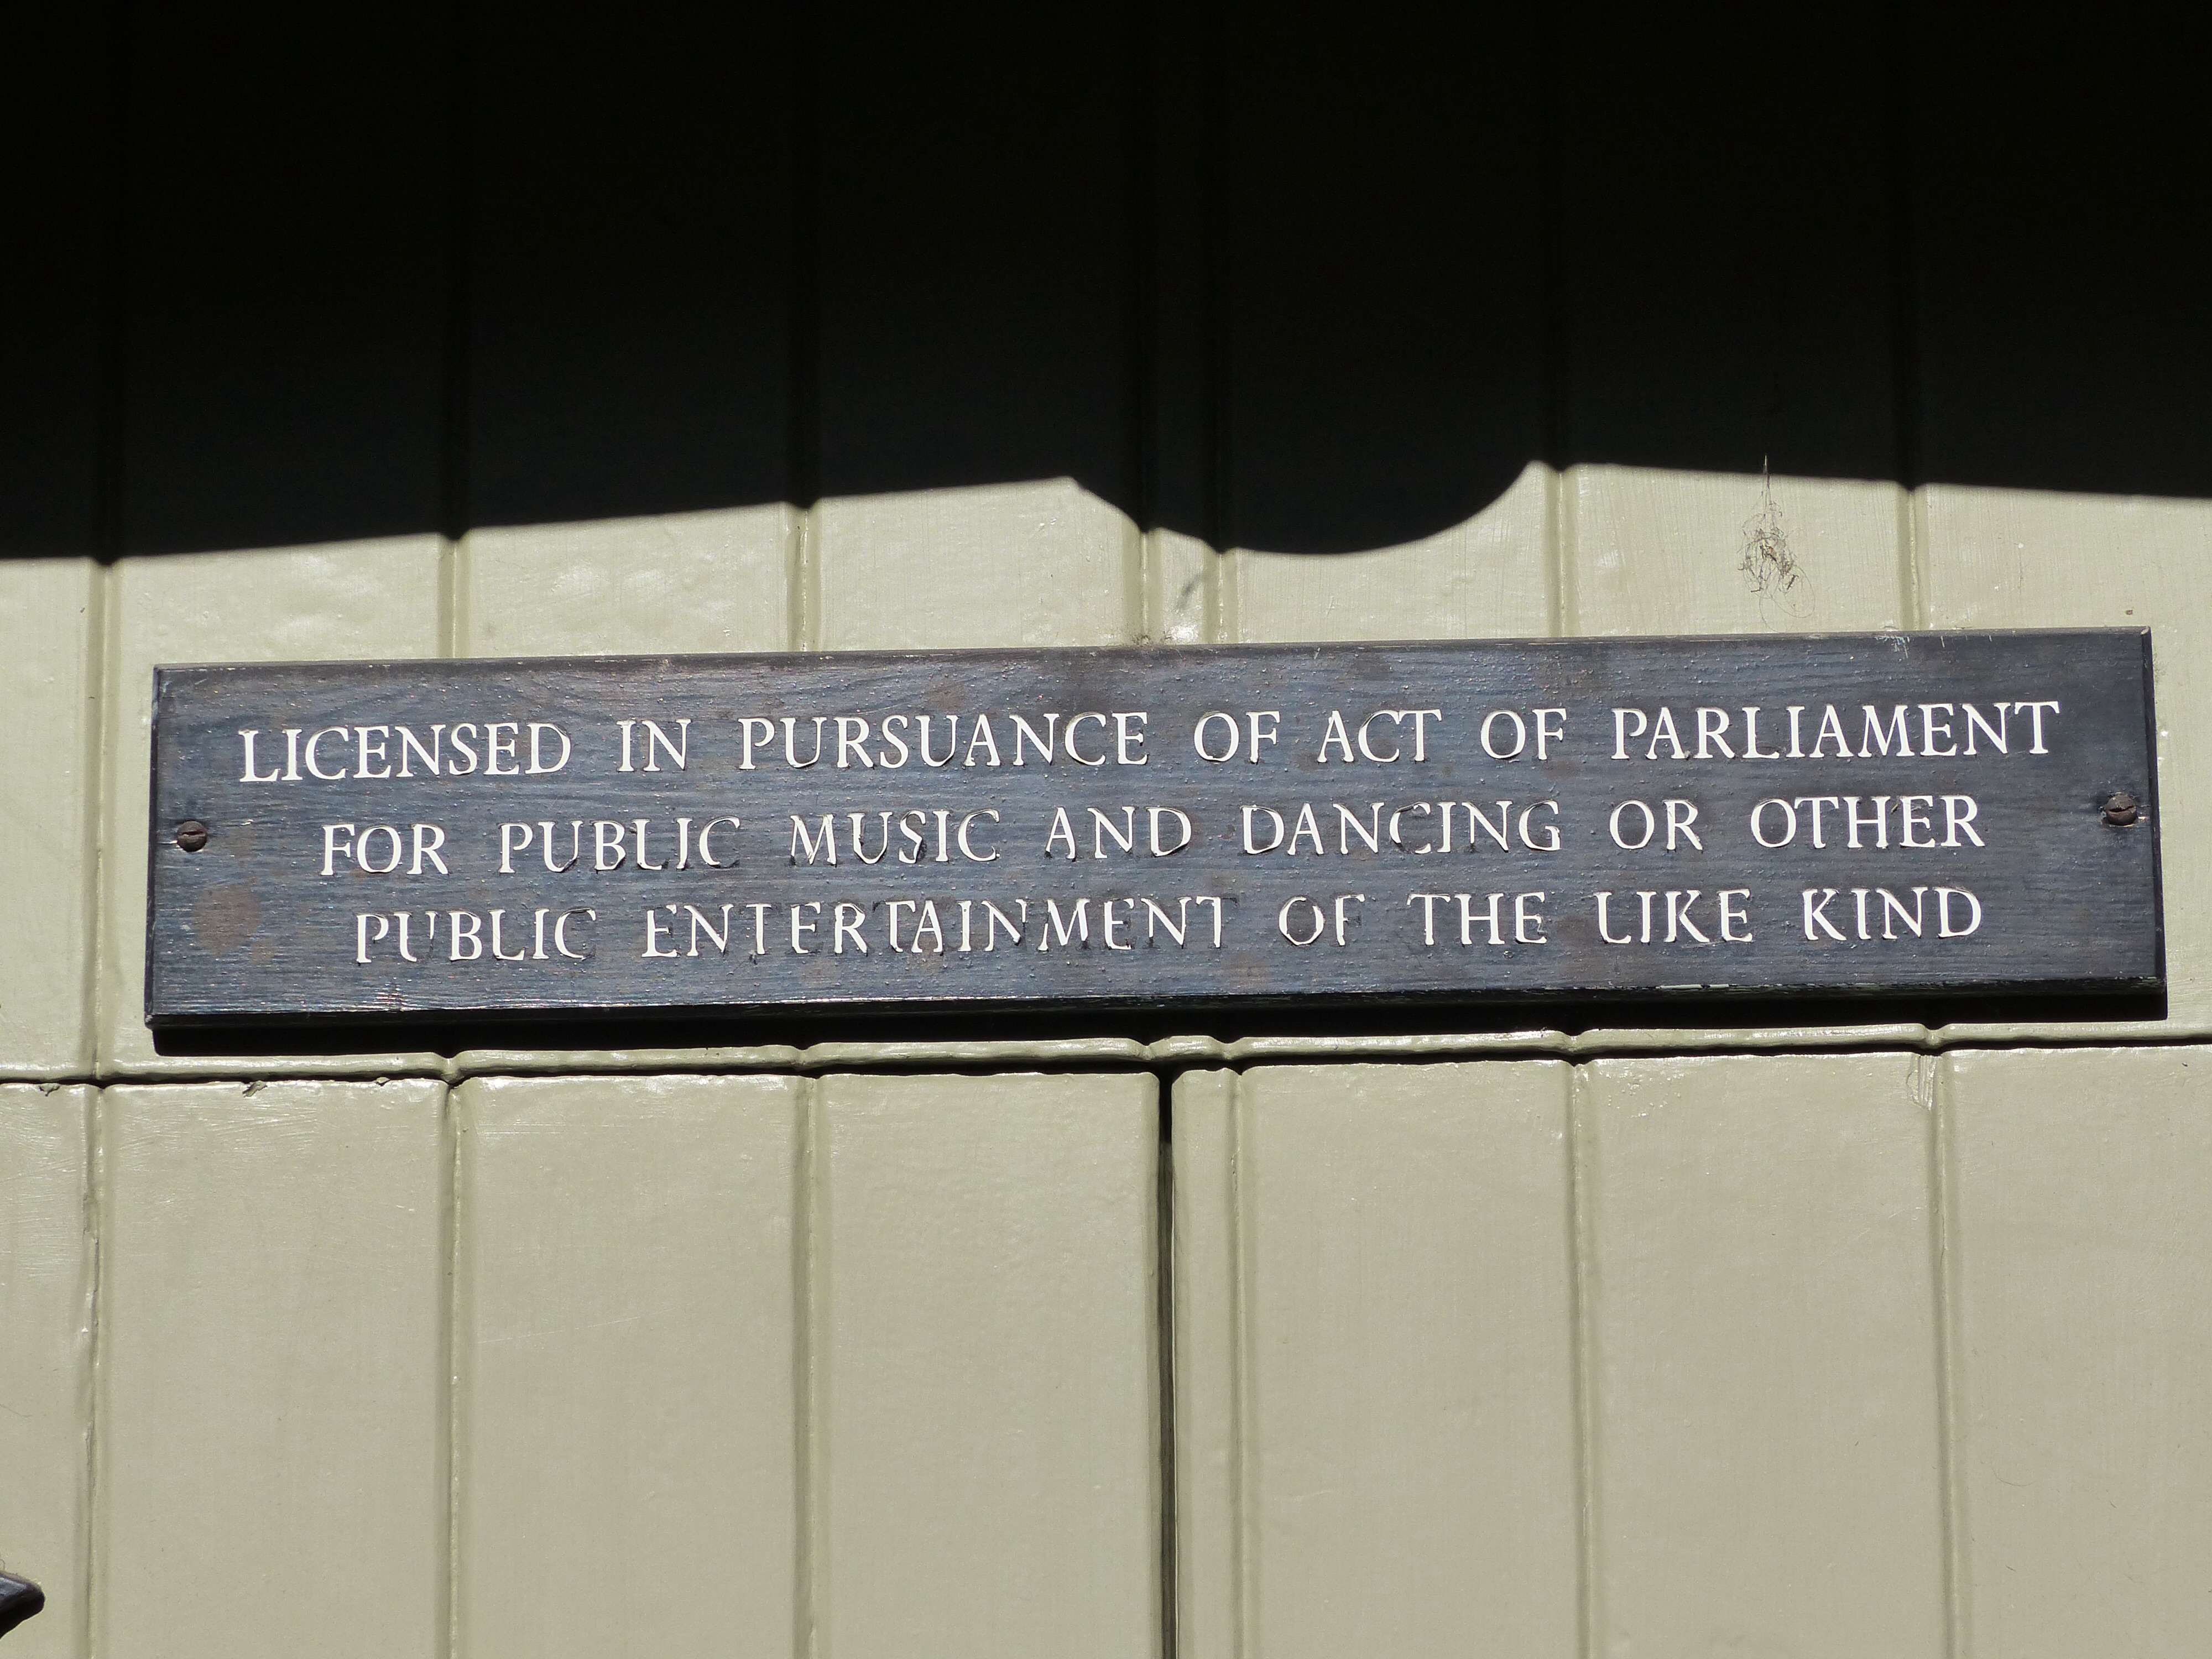 LICENSED IN PURSUANCE OF ACT OF PARLIAMENT
FOR PUBLIC MUSIC AND DANCING OR OTHER
PUBLIC ENTERTAINMENT OF THE LIKE KIND